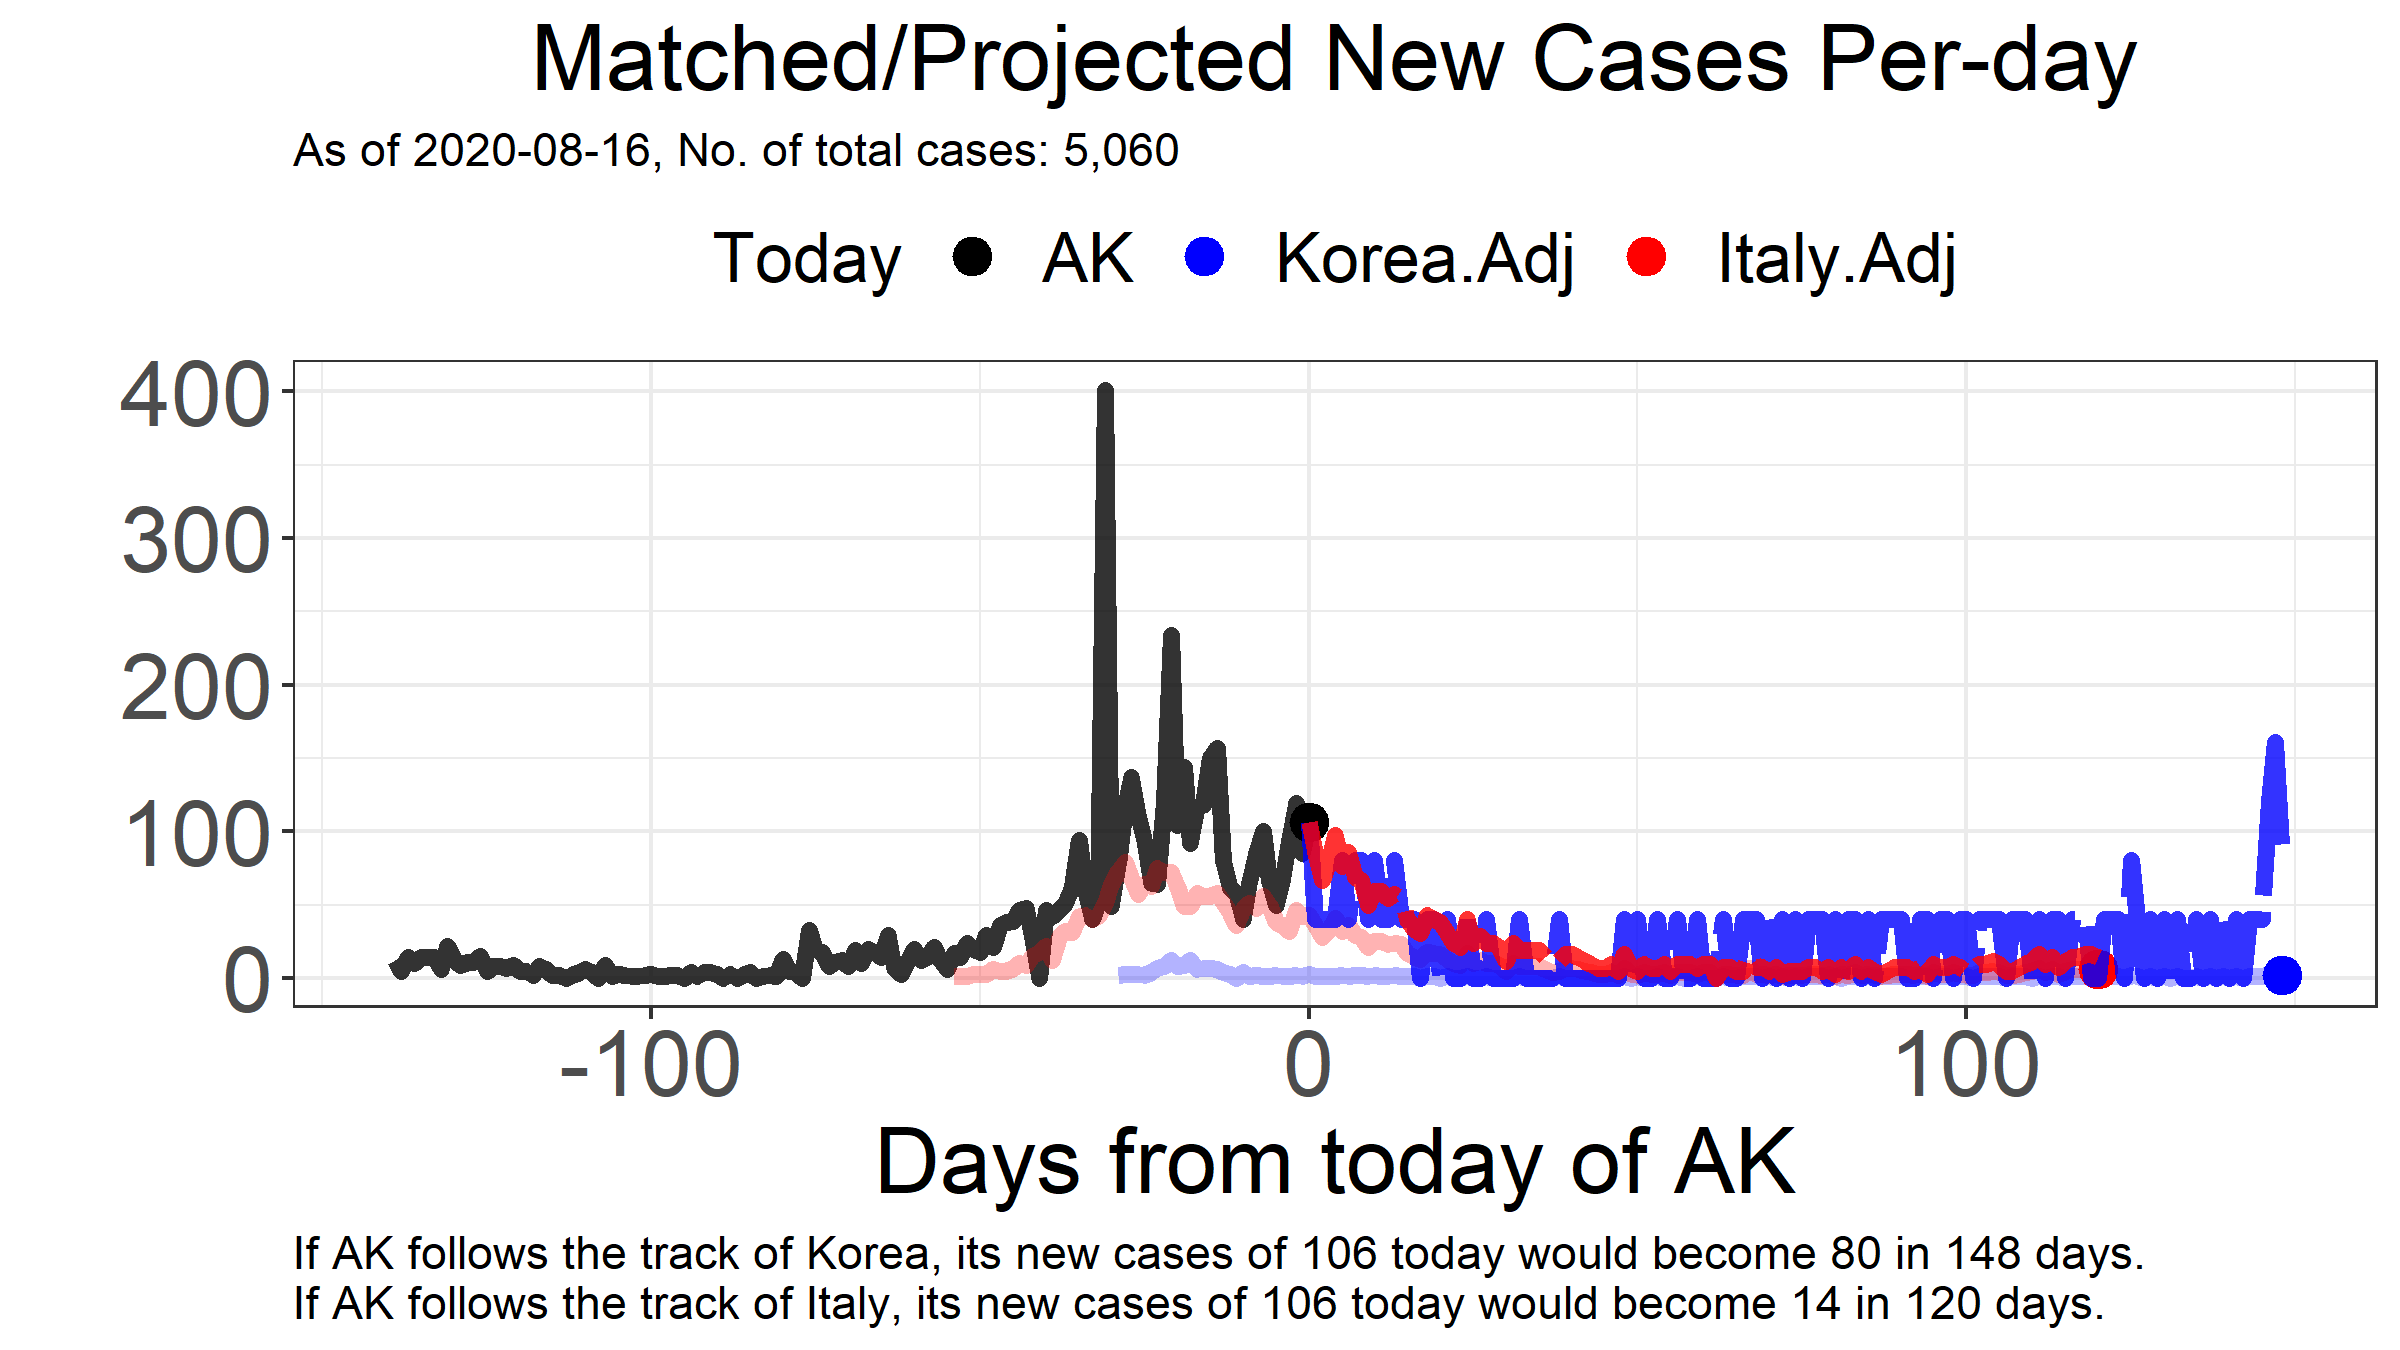 Matched/Projected New Cases Per-day
As of 2020-08-16, No. of total cases: 5,060
Today AK Korea.Adj Italy.Adj
400
300
200
100
0
-100 0 100
Days from today of AK
If AK follows the track of Korea, its new cases of 106 today would become 80 in 148 days.
If AK follows the track of Italy, its new cases of 106 today would become 14 in 120 days.